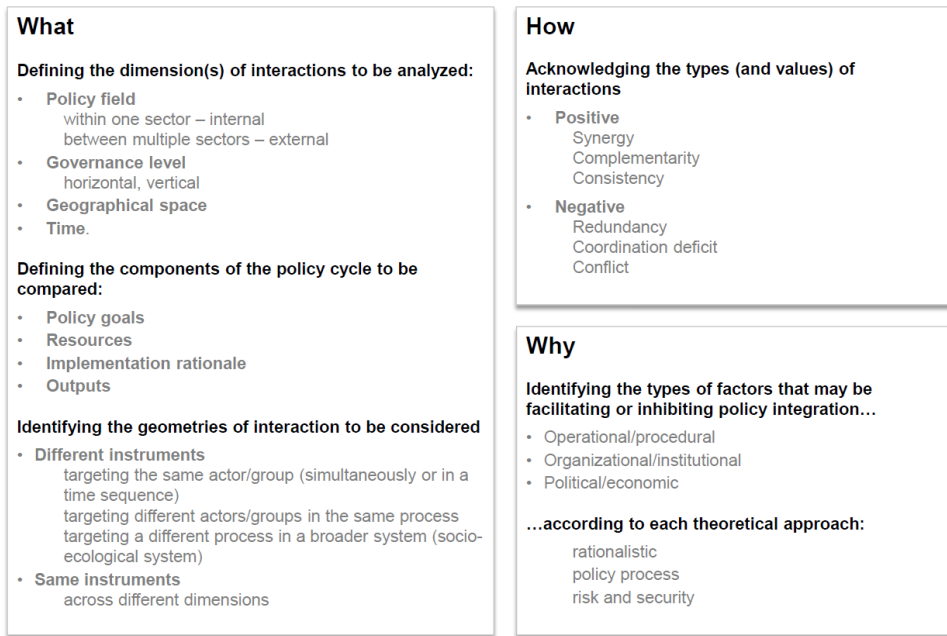 What
Defining the dimension(s) of interactions to be analyzed:
• Policy field
within one sector – internal
between multiple sectors – external
• Governance level
horizontal, vertical
• Geographical space
• Time.
Defining the components of the policy cycle to be
compared:
• Policy goals
• Resources
• Implementation rationale
• Outputs
Identifying the geometries of interaction to be considered
• Different instruments
targeting the same actor/group (simultaneously or in a
time sequence)
targeting different actors/groups in the same process
targeting a different process in a broader system (socio-
ecological system)
• Same instruments
across different dimensions
How
Acknowledging the types (and values) of
interactions
• Positive
Synergy
Complementarity
Consistency
• Negative
Redundancy
Coordination deficit
Conflict
Why
Identifying the types of factors that may be
facilitating or inhibiting policy integration…
• Operational/procedural
• Organizational/institutional
• Political/economic
…according to each theoretical approach:
rationalistic
policy process
risk and security